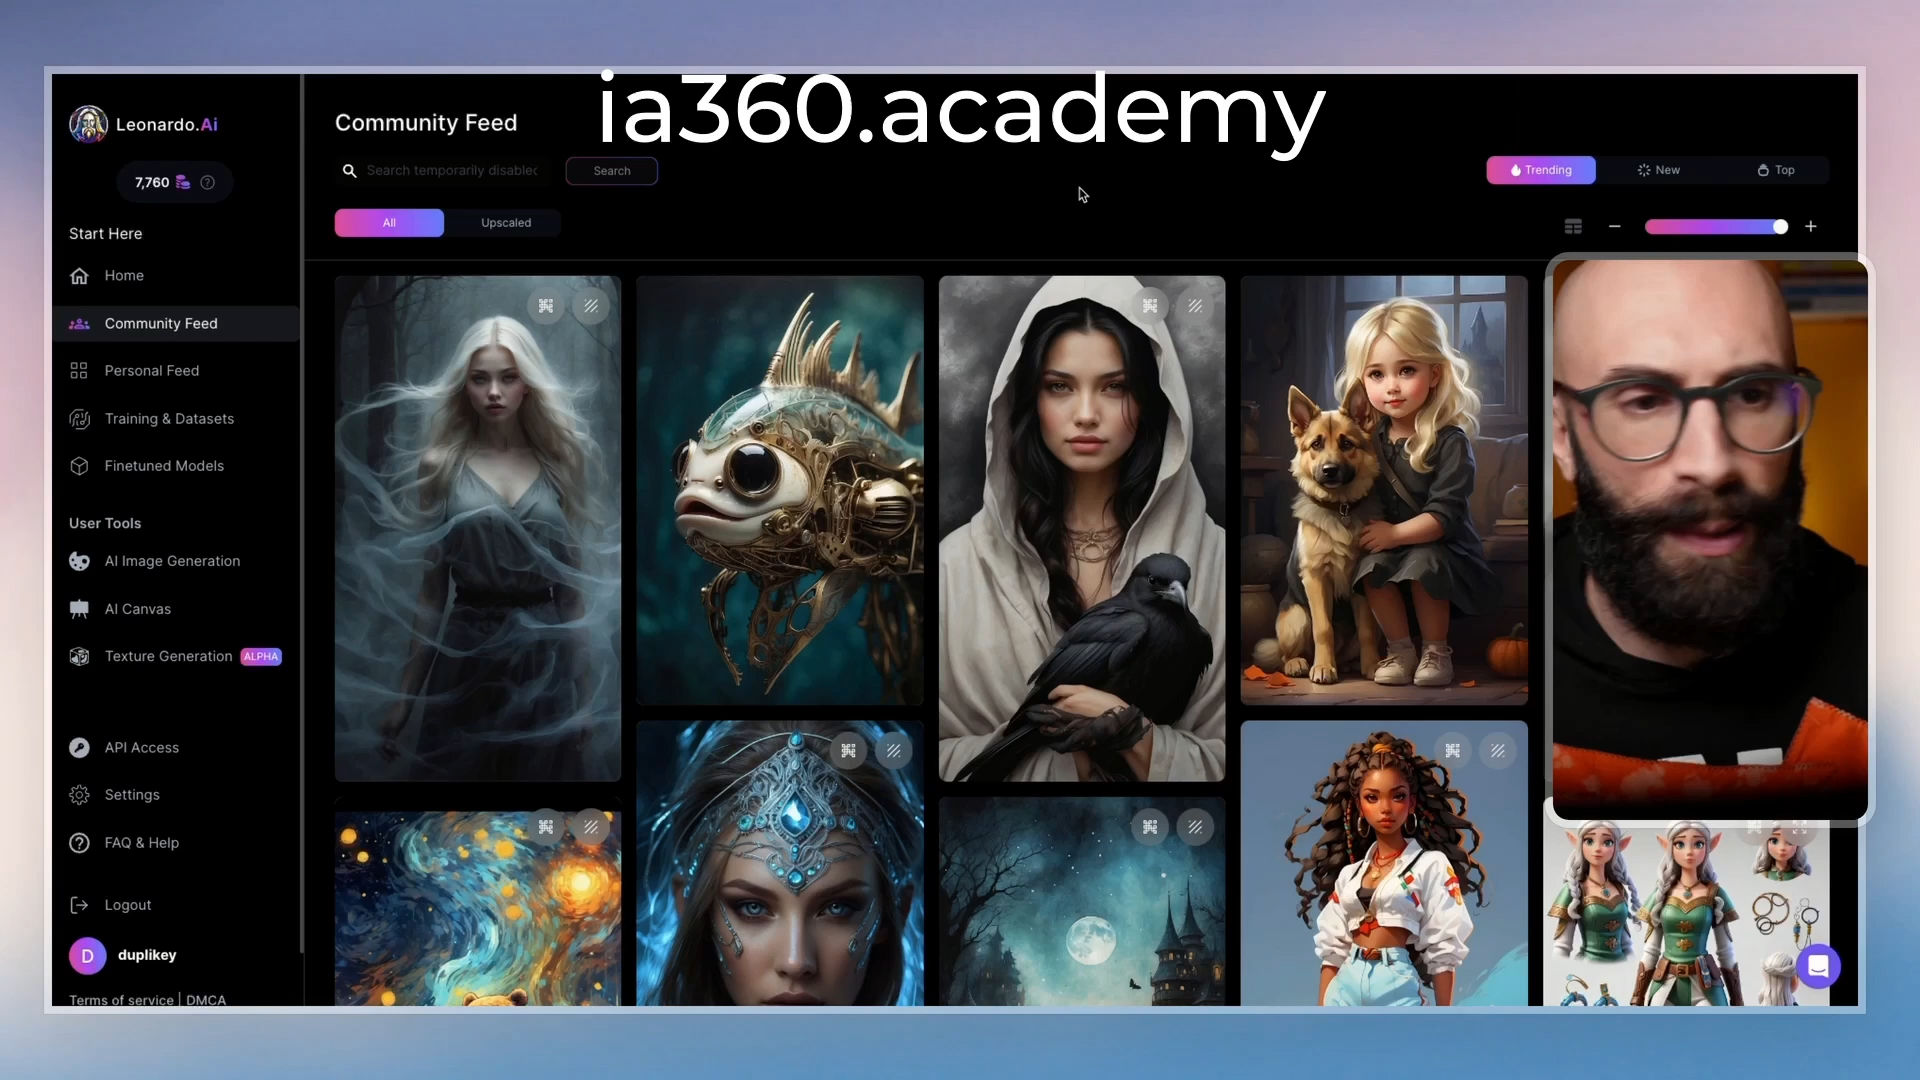 ia360.academy
Leonardo.Ai
7,760
Start Here
Home
Community Feed
Personal Feed
Training & Datasets
Finetuned Models
User Tools
AI Image Generation
AI Canvas
Texture Generation ALPHA
API Access
Settings
FAQ & Help
Logout
D duplikey
Terms of service | DMCA
Community Feed
Search temporarily disabled
Search
Trending
New
Top
All
Upscaled